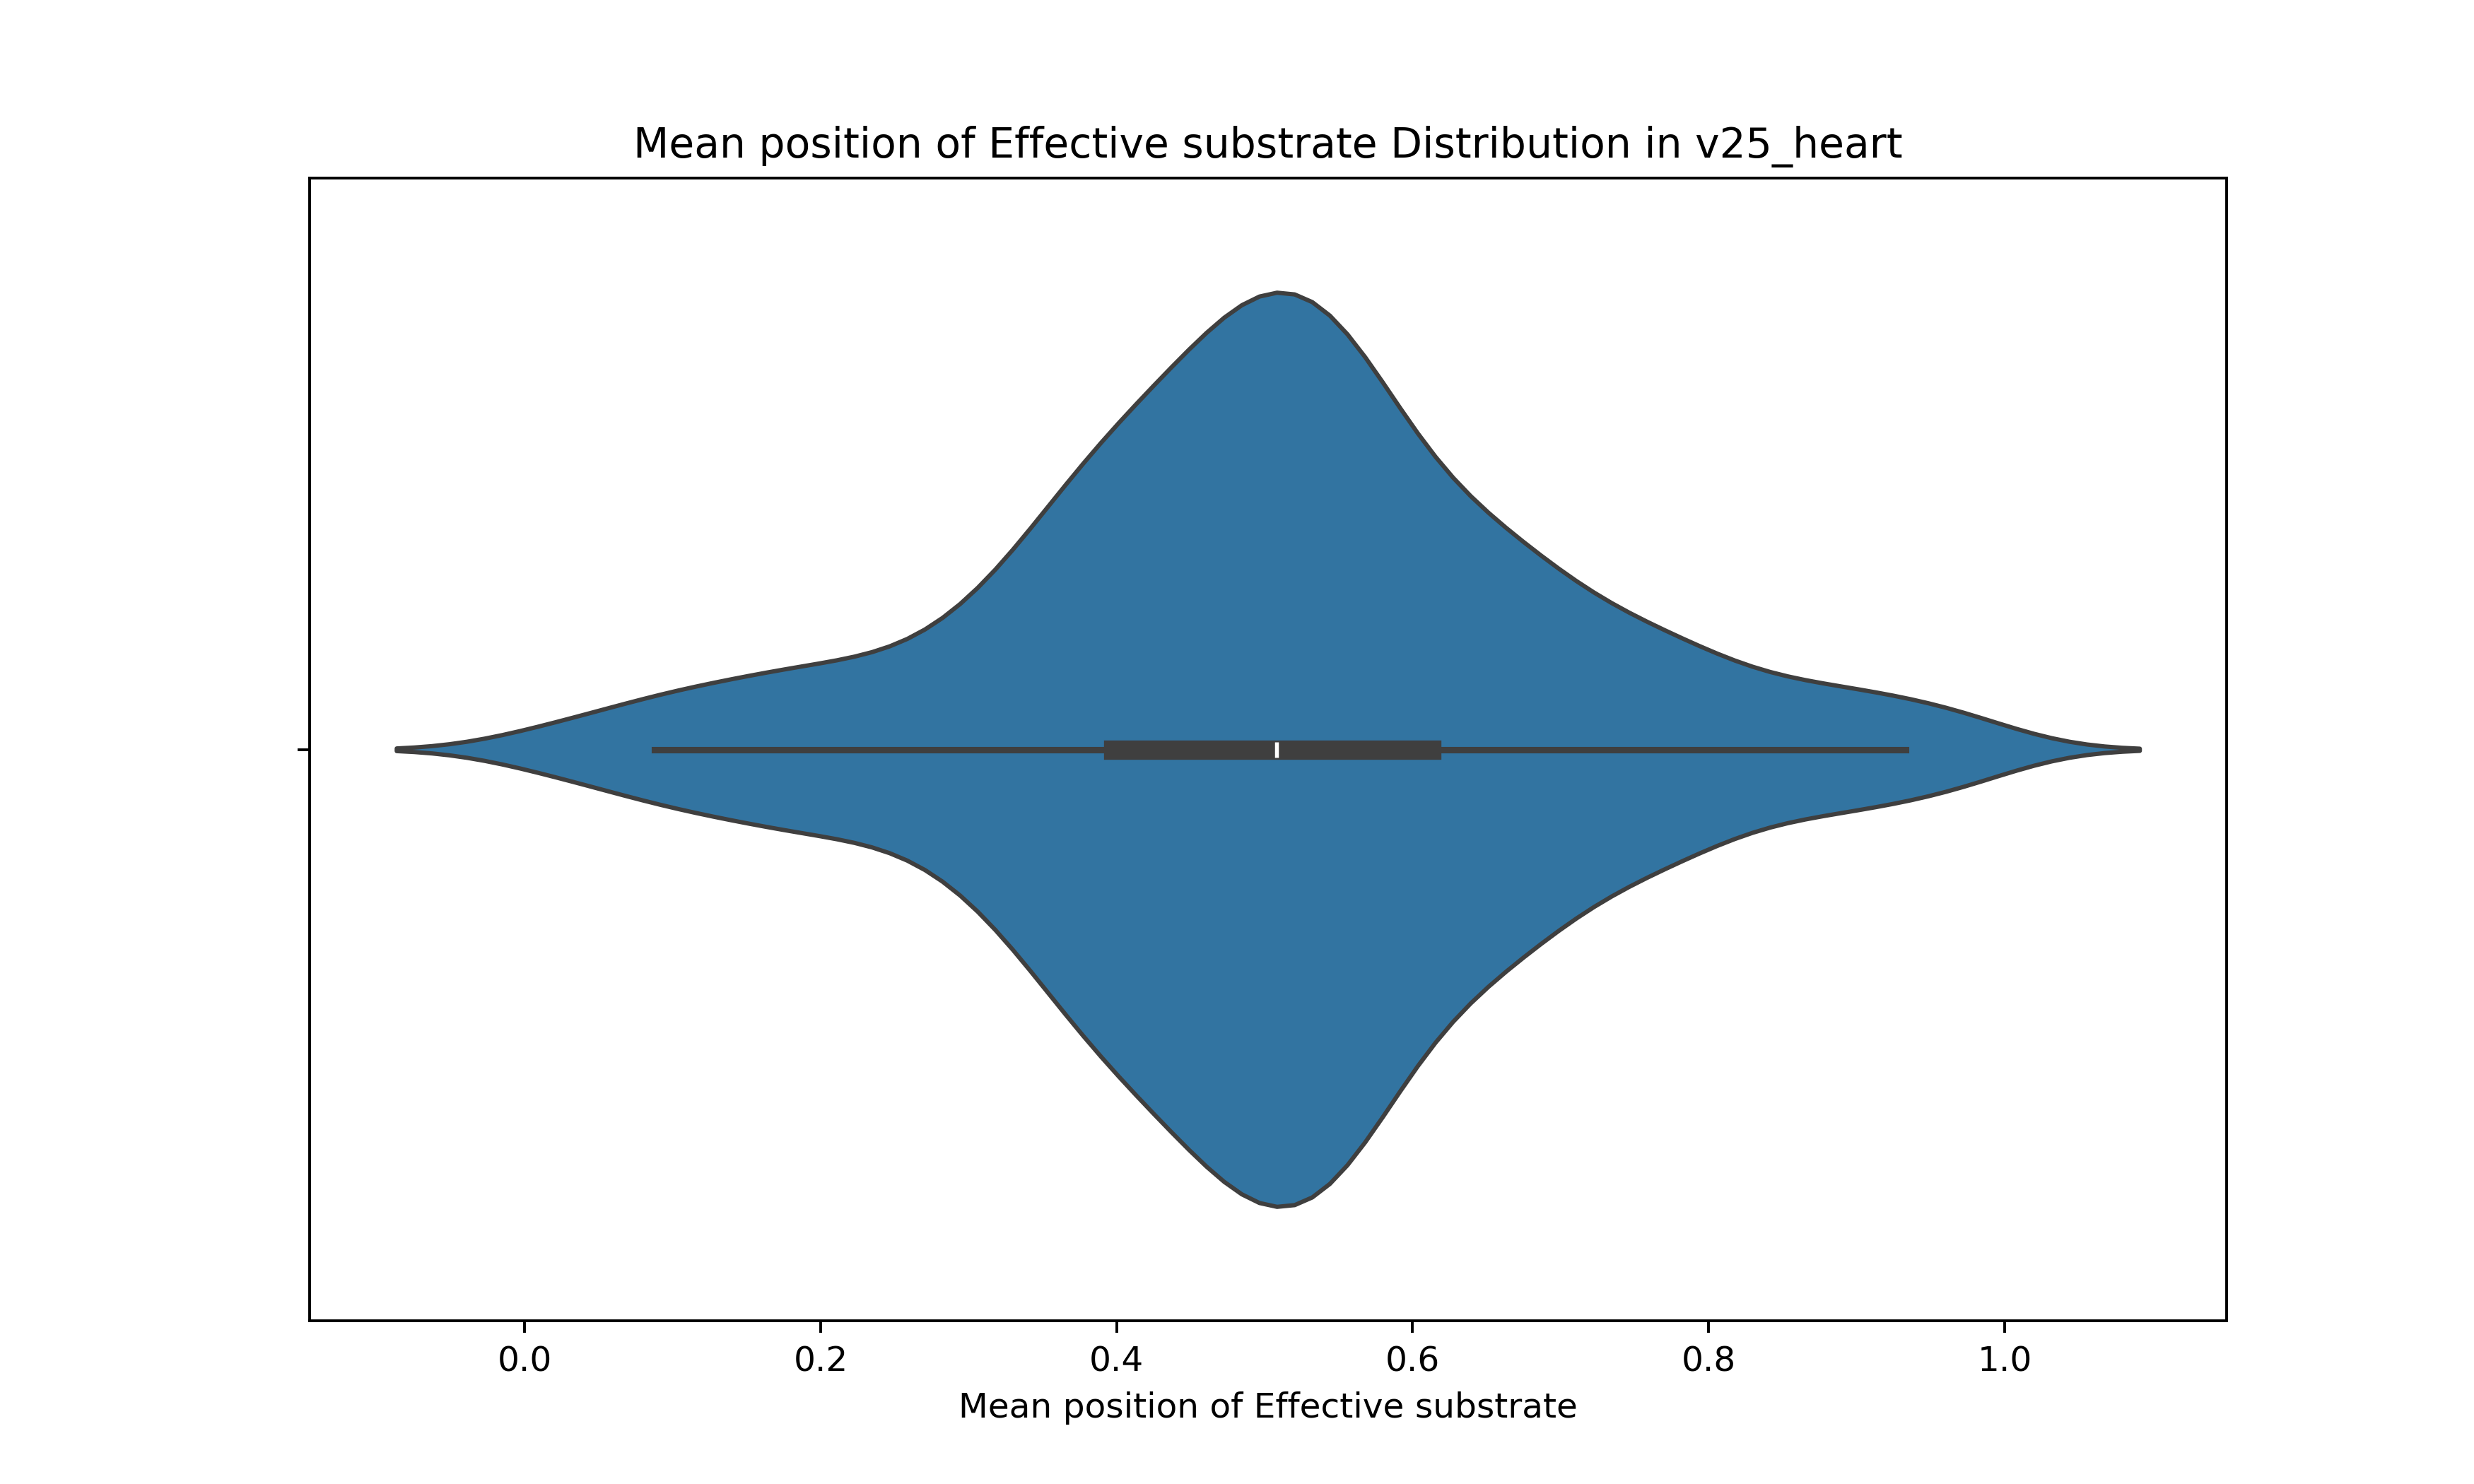 Mean position of Effective substrate Distribution in v25_heart
0.0 0.2 0.4 0.6 0.8 1.0
Mean position of Effective substrate